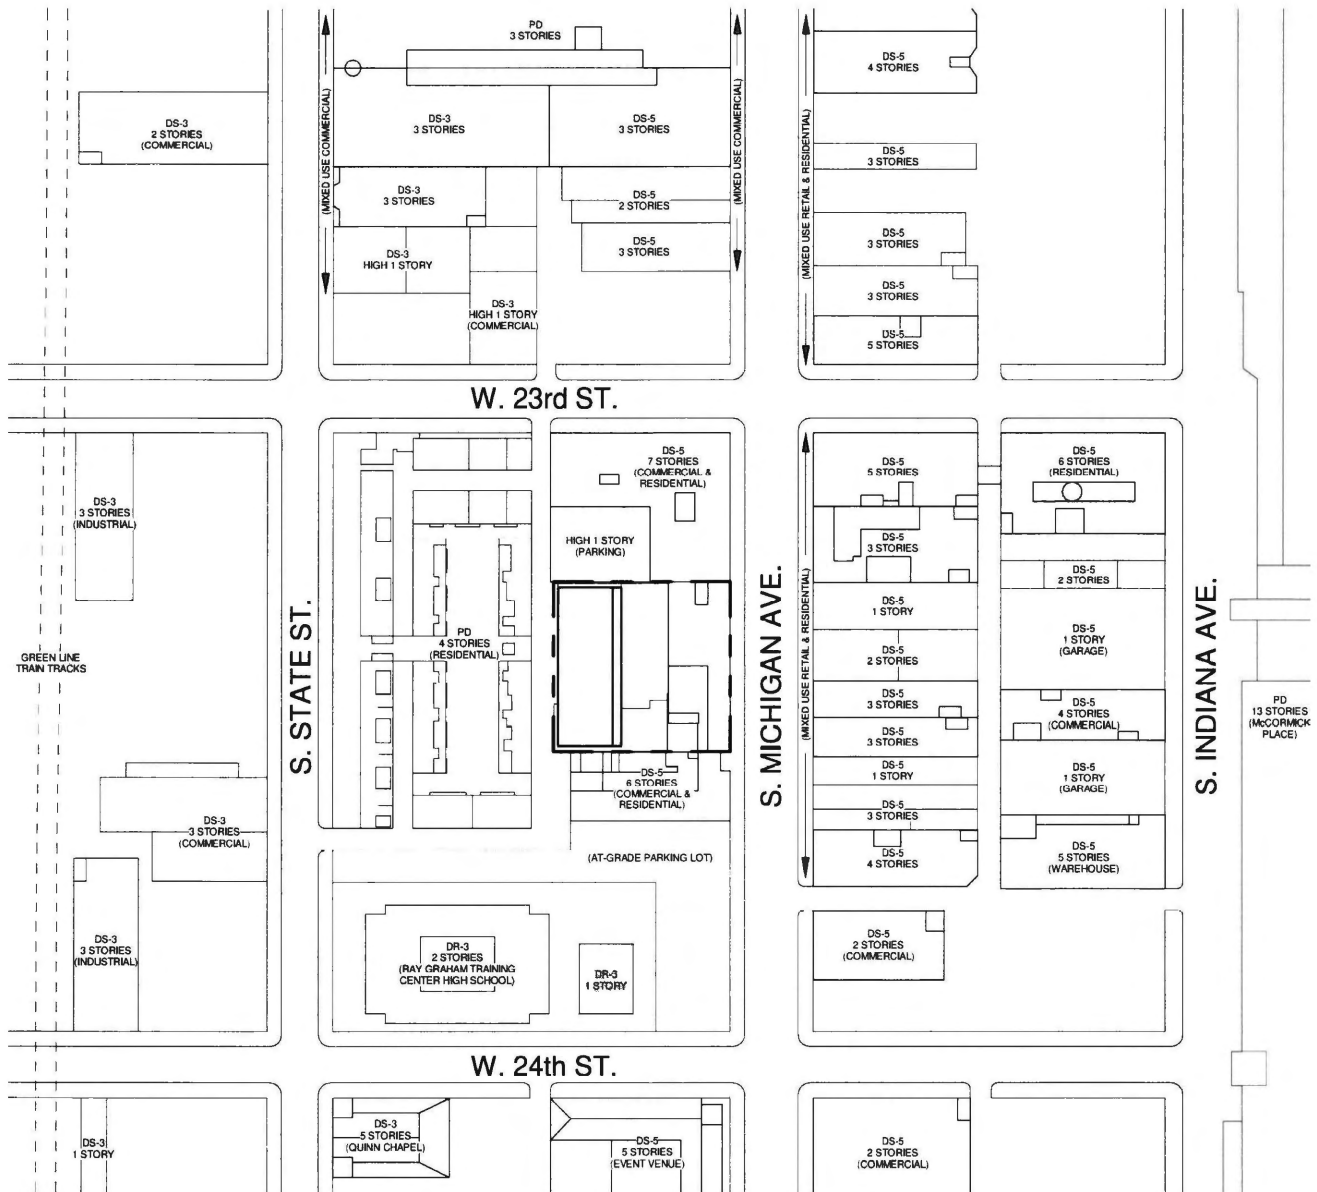 PD
3 STORIES
DS-5
4 STORIES
DS-3
2 STORIES
(COMMERCIAL)
(MIXED USE COMMERCIAL)
DS-3
3 STORIES
DS-5
3 STORIES
(MIXED USE COMMERCIAL)
(MIXED USE RETAIL & RESIDENTIAL)
DS-5
3 STORIES
DS-3
3 STORIES
DS-5
2 STORIES
DS-5
3 STORIES
DS-3
HIGH 1 STORY
DS-5
3 STORIES
DS-5
3 STORIES
DS-3
HIGH 1 STORY
(COMMERCIAL)
DS-5
5 STORIES
W. 23rd ST.
DS-5
7 STORIES
(COMMERCIAL &
RESIDENTIAL)
DS-5
5 STORIES
DS-5
6 STORIES
(RESIDENTIAL)
DS-3
3 STORIES
(INDUSTRIAL)
HIGH 1 STORY
(PARKING)
DS-5
3 STORIES
DS-5
2 STORIES
S. STATE ST.
S. MICHIGAN AVE.
(MIXED USE RETAIL & RESIDENTIAL)
S. INDIANA AVE.
DS-5
1 STORY
DS-5
1 STORY
(GARAGE)
PD
4 STORIES
(RESIDENTIAL)
DS-5
2 STORIES
GREEN LINE
TRAIN TRACKS
DS-5
3 STORIES
DS-5
4 STORIES
(COMMERCIAL)
PD
13 STORIES
(McCORMICK
PLACE)
DS-5
3 STORIES
DS-5
1 STORY
DS-5
1 STORY
(GARAGE)
DS-5
6 STORIES
(COMMERCIAL &
RESIDENTIAL)
DS-3
3 STORIES
(COMMERCIAL)
DS-5
3 STORIES
(AT-GRADE PARKING LOT)
DS-5
4 STORIES
DS-5
5 STORIES
(WAREHOUSE)
DS-3
3 STORIES
(INDUSTRIAL)
DR-3
2 STORIES
(RAY GRAHAM TRAINING
CENTER HIGH SCHOOL)
DR-3
1 STORY
DS-5
2 STORIES
(COMMERCIAL)
W. 24th ST.
DS-3
1 STORY
DS-3
5 STORIES
(QUINN CHAPEL)
DS-5
5 STORIES
(EVENT VENUE)
DS-5
2 STORIES
(COMMERCIAL)